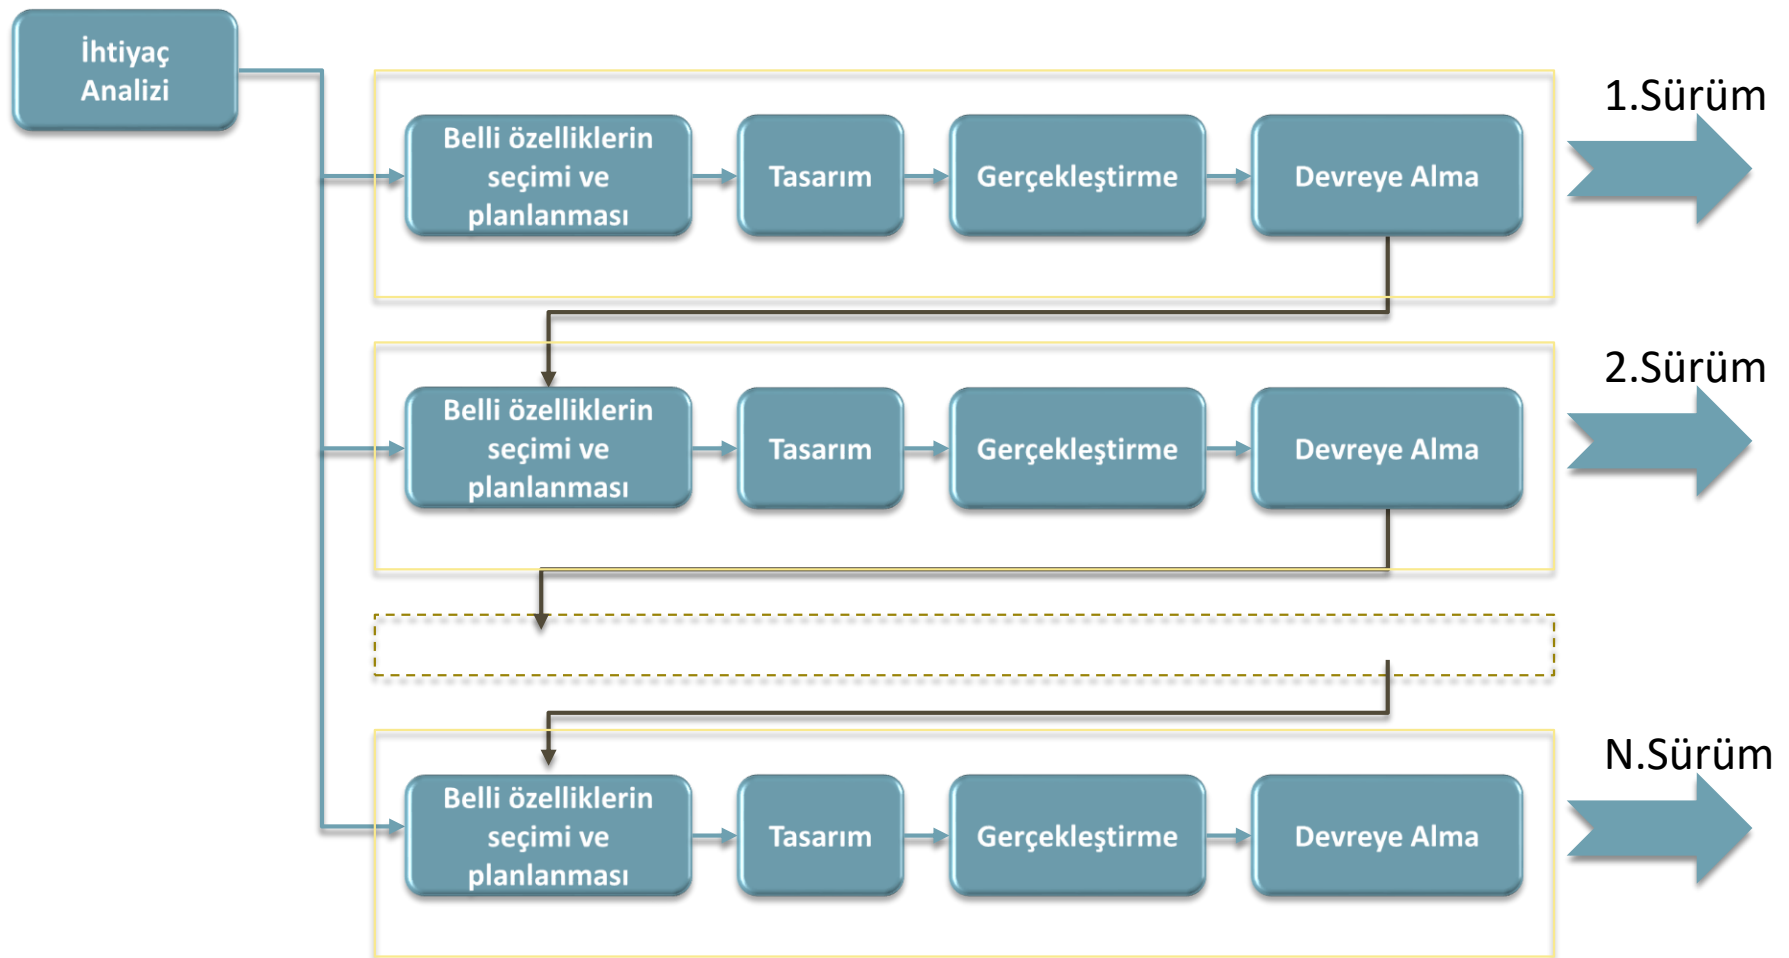 İhtiyaç
Analizi
1.Sürüm
Belli özelliklerin
seçimi ve
planlanması
Tasarım
Gerçekleştirme
Devreye Alma
2.Sürüm
Belli özelliklerin
seçimi ve
planlanması
Tasarım
Gerçekleştirme
Devreye Alma
N.Sürüm
Belli özelliklerin
seçimi ve
planlanması
Tasarım
Gerçekleştirme
Devreye Alma